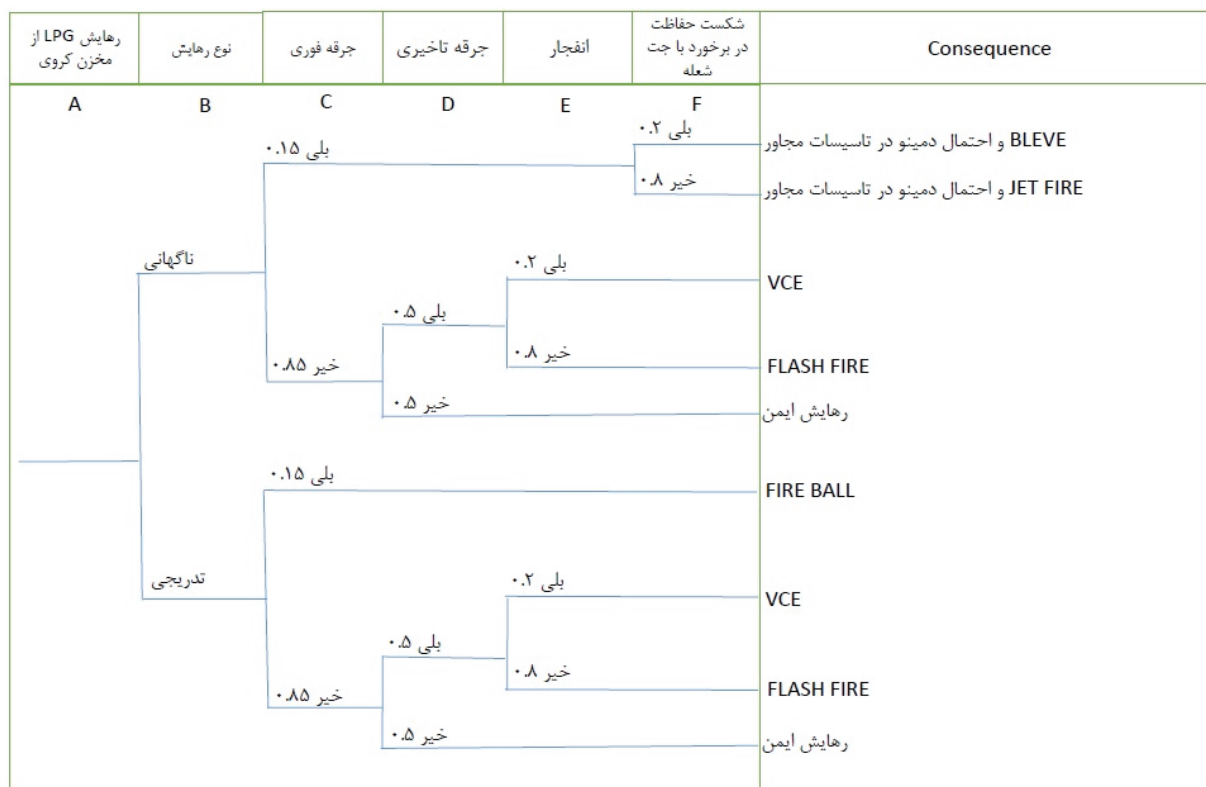 رهایش LPG از
مخزن کروی
نوع رهایش
جرقه فوری
جرقه تاخیری
انفجار
شکست حفاظت
در برخورد با جت
شعله
Consequence
A
B
C
D
E
F
بلی ۰.۲
BLEVE و احتمال دمینو در تاسیسات مجاور
بلی ۰.۱۵
خیر ۰.۸
JET FIRE و احتمال دمینو در تاسیسات مجاور
ناگهانی
بلی ۰.۲
VCE
بلی ۰.۵
خیر ۰.۸
FLASH FIRE
خیر ۰.۸۵
خیر ۰.۵
رهایش ایمن
بلی ۰.۱۵
FIRE BALL
تدریجی
بلی ۰.۲
VCE
بلی ۰.۵
خیر ۰.۸
FLASH FIRE
خیر ۰.۸۵
خیر ۰.۵
رهایش ایمن